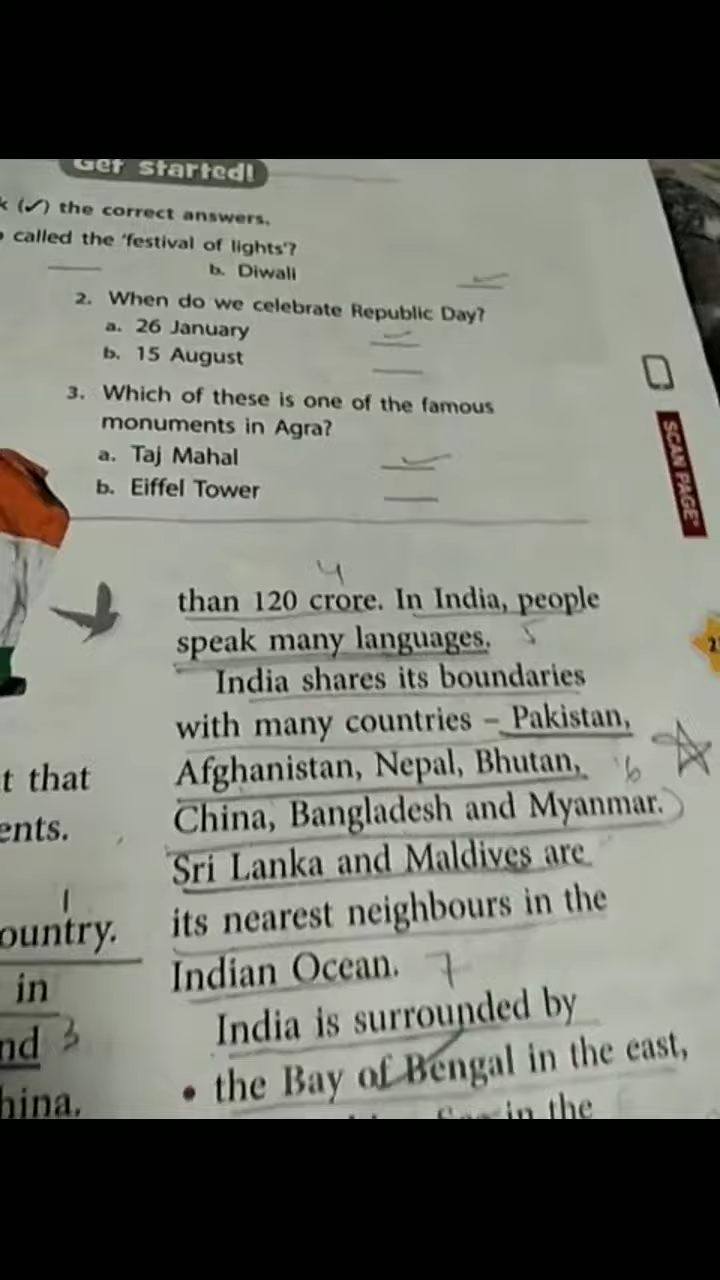 Get Started!
(✓) the correct answers.
called the 'festival of lights'?
b. Diwali
2. When do we celebrate Republic Day?
a. 26 January
b. 15 August
3. Which of these is one of the famous
monuments in Agra?
a. Taj Mahal
b. Eiffel Tower
SCAN PAGE
t that
ents.
1
ountry.
in
nd 3
hina.
4
than 120 crore. In India, people
speak many languages. 5
India shares its boundaries
with many countries – Pakistan,
Afghanistan, Nepal, Bhutan, 6
China, Bangladesh and Myanmar.
Sri Lanka and Maldives are
its nearest neighbours in the
Indian Ocean. 7
India is surrounded by
• the Bay of Bengal in the east,
in the